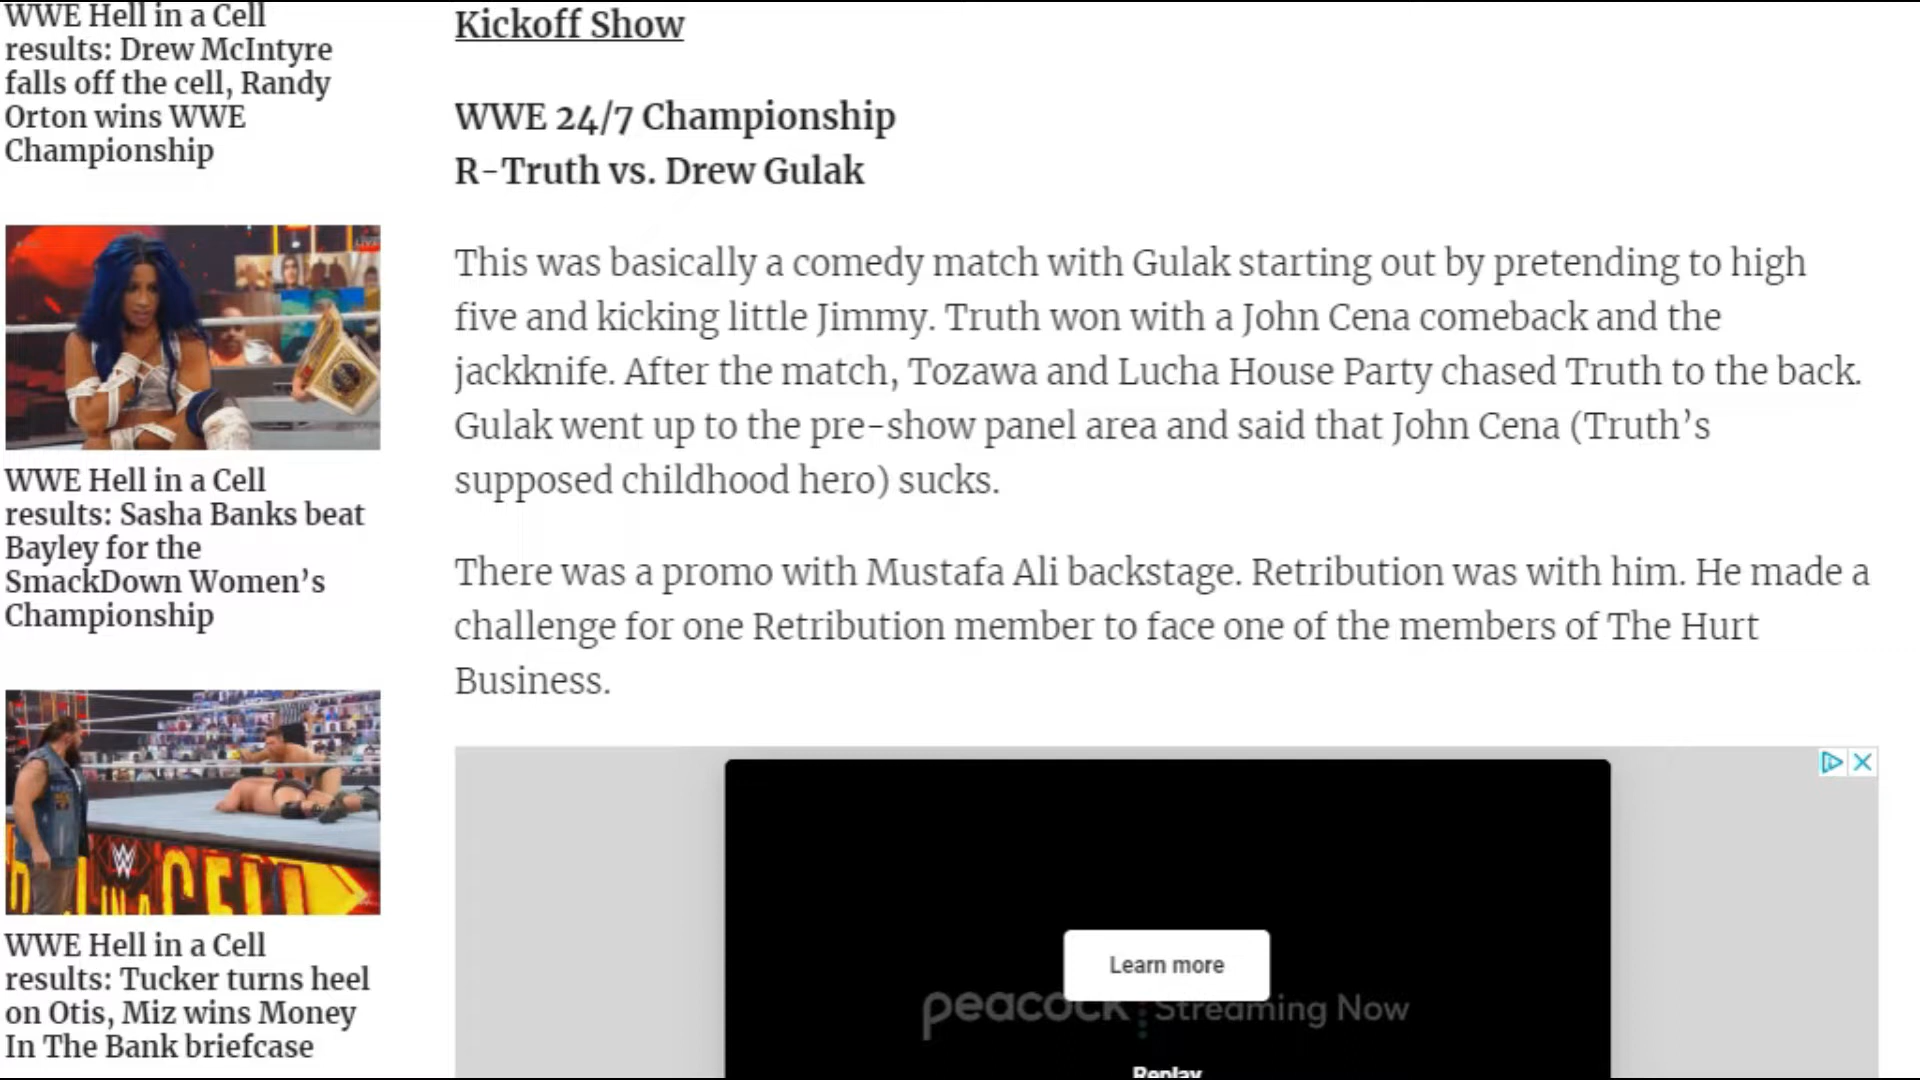 WWE Hell in a Cell
results: Drew McIntyre
falls off the cell, Randy
Orton wins WWE
Championship
WWE Hell in a Cell
results: Sasha Banks beat
Bayley for the
SmackDown Women’s
Championship
WWE Hell in a Cell
results: Tucker turns heel
on Otis, Miz wins Money
In The Bank briefcase
Kickoff Show
WWE 24/7 Championship
R-Truth vs. Drew Gulak
This was basically a comedy match with Gulak starting out by pretending to high
five and kicking little Jimmy. Truth won with a John Cena comeback and the
jackknife. After the match, Tozawa and Lucha House Party chased Truth to the back.
Gulak went up to the pre-show panel area and said that John Cena (Truth’s
supposed childhood hero) sucks.
There was a promo with Mustafa Ali backstage. Retribution was with him. He made a
challenge for one Retribution member to face one of the members of The Hurt
Business.
Learn more
peacock Streaming Now
Replay